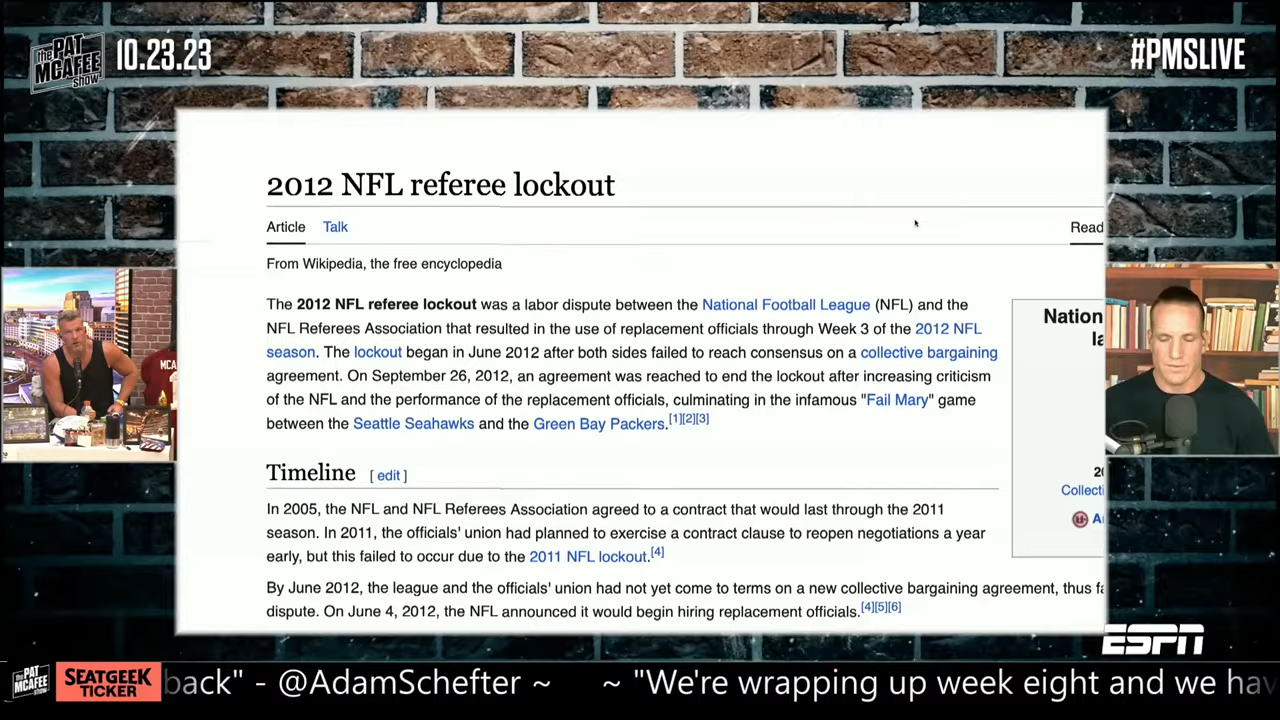 the PAT MCAFEE show
10.23.23
#PMSLIVE
2012 NFL referee lockout
Article Talk Read
From Wikipedia, the free encyclopedia
The 2012 NFL referee lockout was a labor dispute between the National Football League (NFL) and the
NFL Referees Association that resulted in the use of replacement officials through Week 3 of the 2012 NFL
season. The lockout began in June 2012 after both sides failed to reach consensus on a collective bargaining
agreement. On September 26, 2012, an agreement was reached to end the lockout after increasing criticism
of the NFL and the performance of the replacement officials, culminating in the infamous "Fail Mary" game
between the Seattle Seahawks and the Green Bay Packers.[1][2][3]
Nation
la
Timeline [ edit ]
In 2005, the NFL and NFL Referees Association agreed to a contract that would last through the 2011
season. In 2011, the officials' union had planned to exercise a contract clause to reopen negotiations a year
early, but this failed to occur due to the 2011 NFL lockout.[4]
20
Collecti
By June 2012, the league and the officials' union had not yet come to terms on a new collective bargaining agreement, thus fa
dispute. On June 4, 2012, the NFL announced it would begin hiring replacement officials.[4][5][6]
MCA
ESPN
the PAT MCAFEE show
SEATGEEK
TICKER
back" - @AdamSchefter ~ ~ "We're wrapping up week eight and we hav